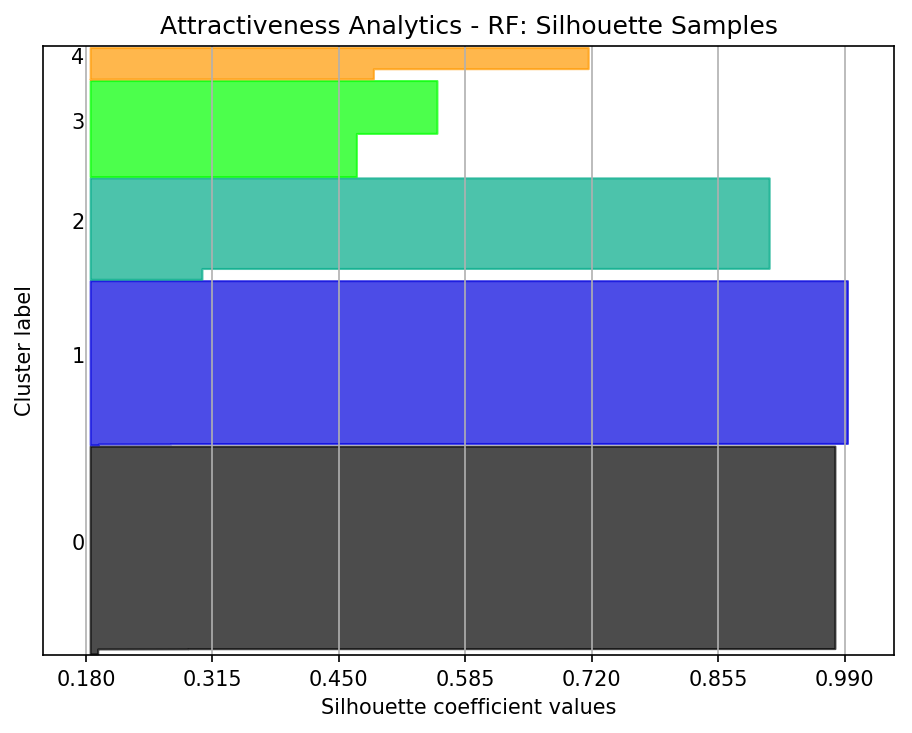 Attractiveness Analytics - RF: Silhouette Samples
4
3
2
1
0
Cluster label
0.180 0.315 0.450 0.585 0.720 0.855 0.990
Silhouette coefficient values